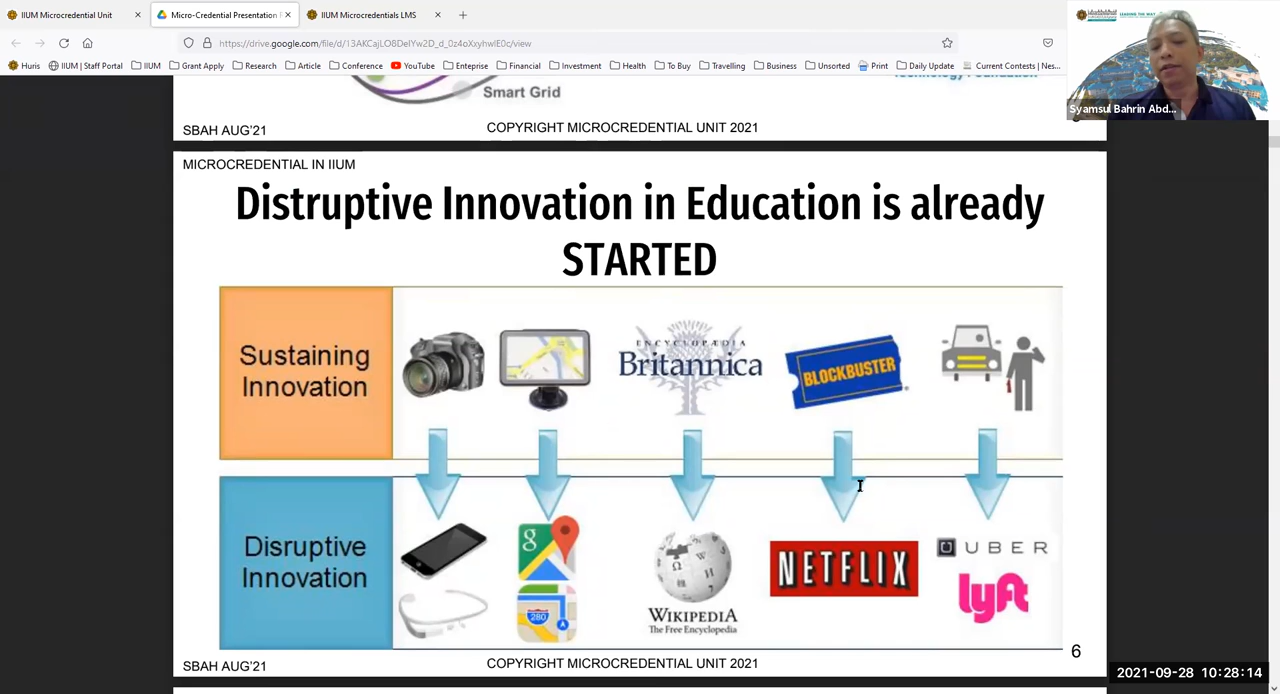 IIUM Microcredential Unit
Micro-Credential Presentation
IIUM Microcredentials LMS
https://drive.google.com/file/d/13AKCajLO8DeIYw2D_d_0z4oXxyhwlE0c/view
Huris IIUM | Staff Portal IIUM Grant Apply Research Article Conference YouTube Enteprise Financial Investment Health To Buy Travelling Business Unsorted Print Daily Update Current Contests | Nes...
Syamsul Bahrin Abd...
Smart Grid
SBAH AUG'21
COPYRIGHT MICROCREDENTIAL UNIT 2021
MICROCREDENTIAL IN IIUM
Distruptive Innovation in Education is already
STARTED
Sustaining
Innovation
ENCYCLOPÆDIA
Britannica
BLOCKBUSTER
Disruptive
Innovation
g
280
WIKIPEDIA
The Free Encyclopedia
NETFLIX
UBER
lyft
6
SBAH AUG'21
COPYRIGHT MICROCREDENTIAL UNIT 2021
2021-09-28 10:28:14